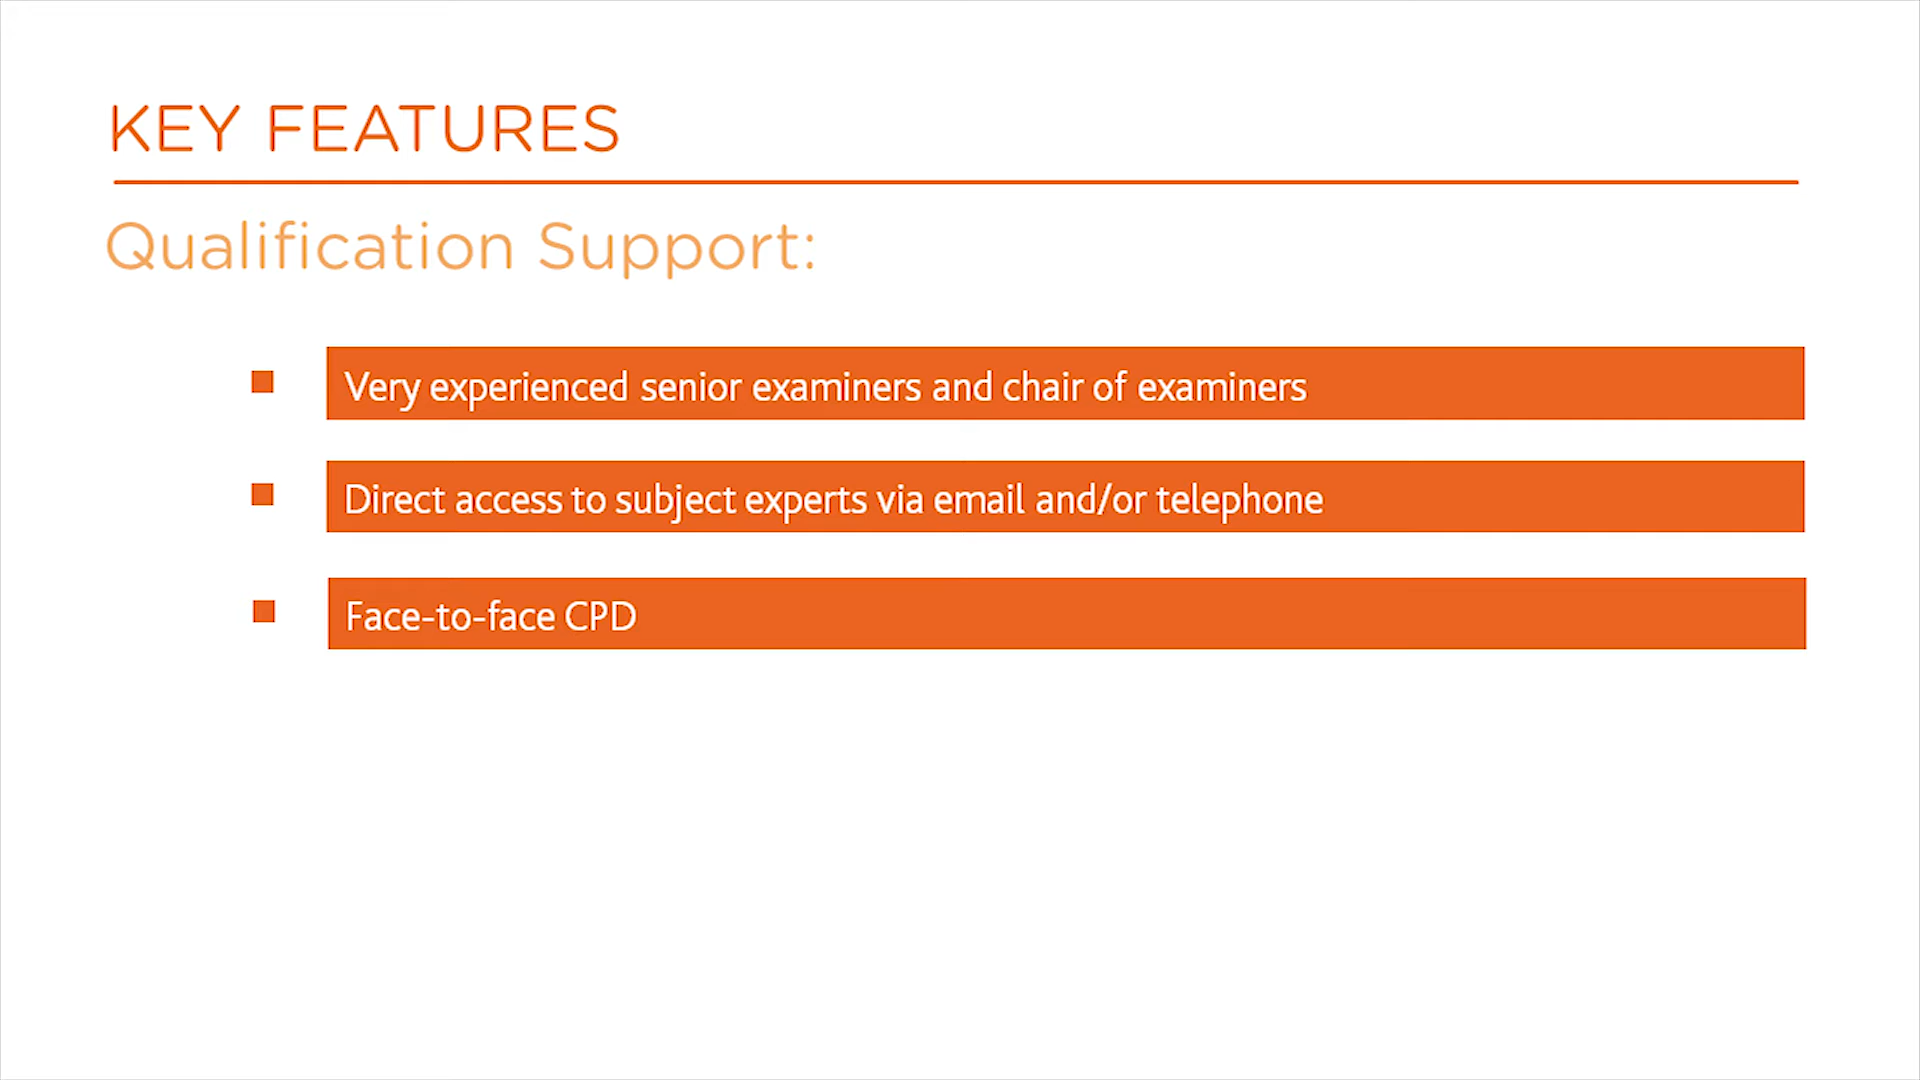 KEY FEATURES
Qualification Support:
Very experienced senior examiners and chair of examiners
Direct access to subject experts via email and/or telephone
Face-to-face CPD